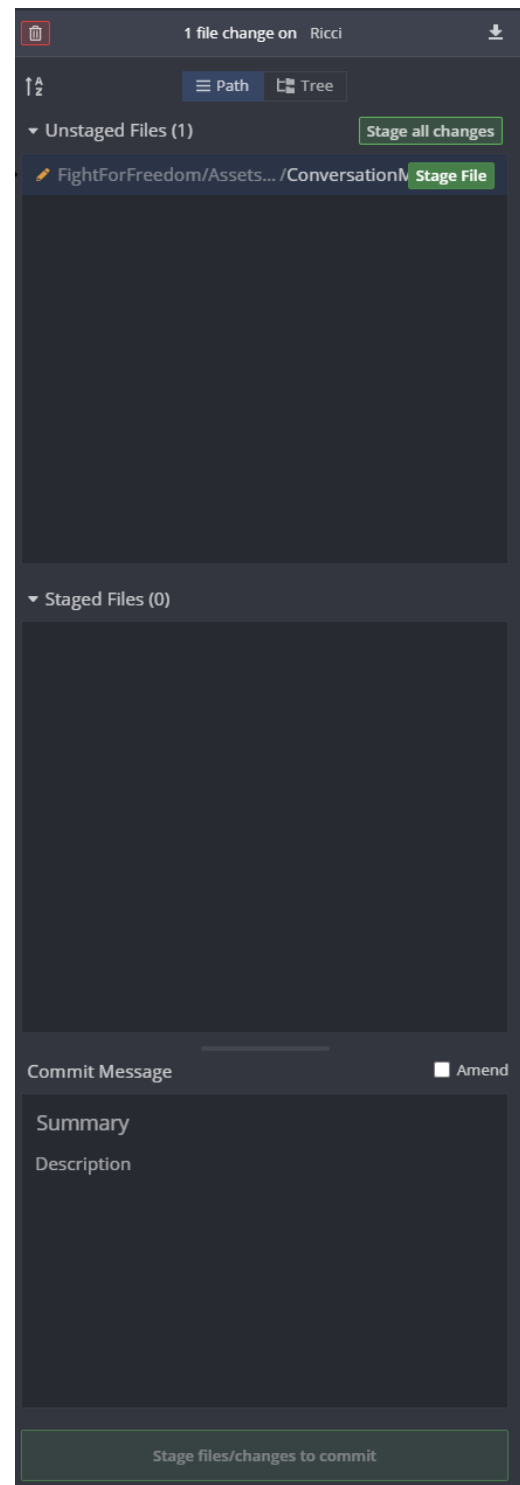 1 file change on Ricci
A Z
Path Tree
Unstaged Files (1) Stage all changes
FightForFreedom/Assets... /Conversation Stage File
Staged Files (0)
Commit Message Amend
Summary
Description
Stage files/changes to commit